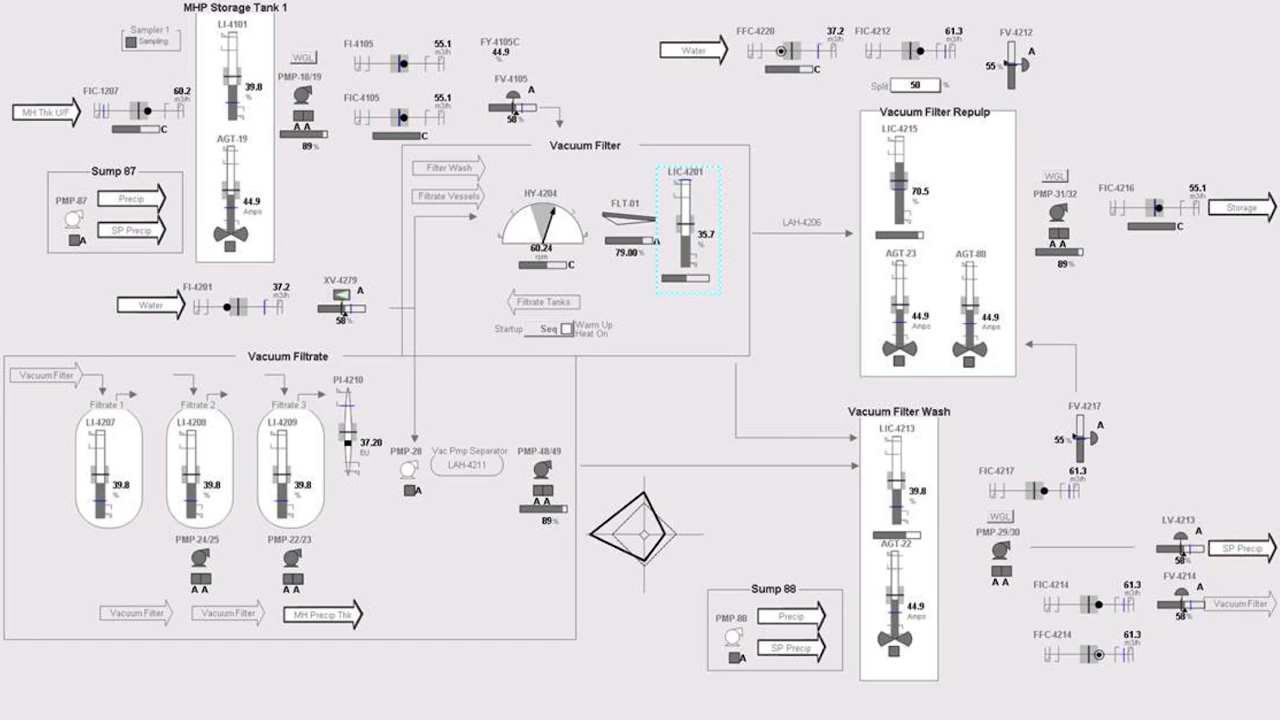 MHP Storage Tank 1
Sampler 1
Sampling
LI-4101
39.8
%
AGT-19
44.9
Amps
MH Thk U/F
FIC-1207
60.2
m3/h
C
WGL
PMP-18/19
A A
89%
FI-4105
55.1
m3/h
FIC-4105
55.1
m3/h
C
FY-4105C
44.9
%
FV-4105
A
58%
Sump 87
PMP-87
A
Precip
SP Precip
Water
FI-4201
37.2
m3/h
XV-4279
A
58%
Vacuum Filter
Filter Wash
Filtrate Vessels
HY-4204
60.24
rpm
C
FLT-01
A
79.00%
LIC-4201
35.7
%
Filtrate Tanks
Startup
Seq
Warm Up
Heat On
LAH-4206
Water
FFC-4220
37.2
m3/h
C
FIC-4212
61.3
m3/h
Split
50
%
FV-4212
A
55%
Vacuum Filter Repulp
LIC-4215
70.5
%
AGT-23
44.9
Amps
AGT-80
44.9
Amps
WGL
PMP-31/32
A A
89%
FIC-4216
55.1
m3/h
C
Storage
Vacuum Filtrate
Vacuum Filter
Filtrate 1
LI-4207
39.8
%
Filtrate 2
LI-4208
39.8
%
Filtrate 3
LI-4209
39.8
%
PI-4210
37.20
EU
PMP-28
A
Vac Pmp Separator
LAH-4211
PMP-48/49
A A
89%
PMP-24/25
A A
PMP-22/23
A A
Vacuum Filter
Vacuum Filter
MH Precip Thk
Vacuum Filter Wash
LIC-4213
39.8
%
AGT-22
44.9
Amps
FV-4217
A
55%
FIC-4217
61.3
m3/h
WGL
PMP-29/30
A A
LV-4213
A
58%
SP Precip
FIC-4214
61.3
m3/h
FV-4214
A
58%
Vacuum Filter
FFC-4214
61.3
m3/h
Sump 88
PMP-88
A
Precip
SP Precip